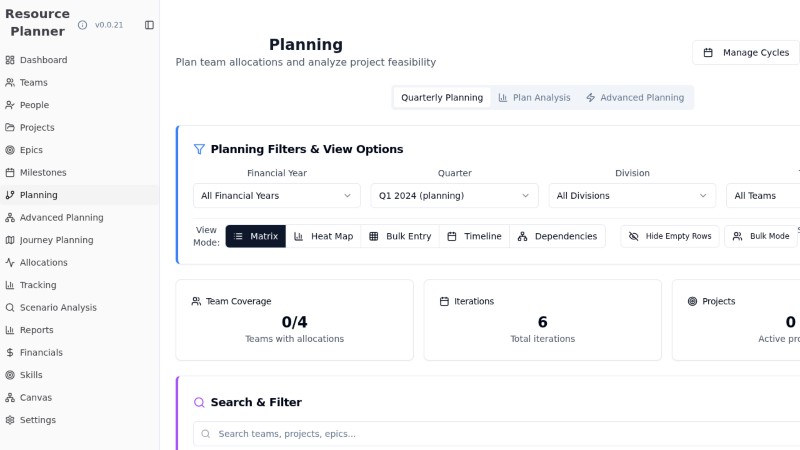 Resource
Planner
v0.0.21
Dashboard
Teams
People
Projects
Epics
Milestones
Planning
Advanced Planning
Journey Planning
Allocations
Tracking
Scenario Analysis
Reports
Financials
Skills
Canvas
Settings
Planning
Plan team allocations and analyze project feasibility
Manage Cycles
Quarterly Planning
Plan Analysis
Advanced Planning
Planning Filters & View Options
Financial Year
Quarter
Division
All Financial Years
Q1 2024 (planning)
All Divisions
All Teams
View
Mode:
Matrix
Heat Map
Bulk Entry
Timeline
Dependencies
Hide Empty Rows
Bulk Mode
Team Coverage
0/4
Teams with allocations
Iterations
6
Total iterations
Projects
0
Active pro
Search & Filter
Search teams, projects, epics...